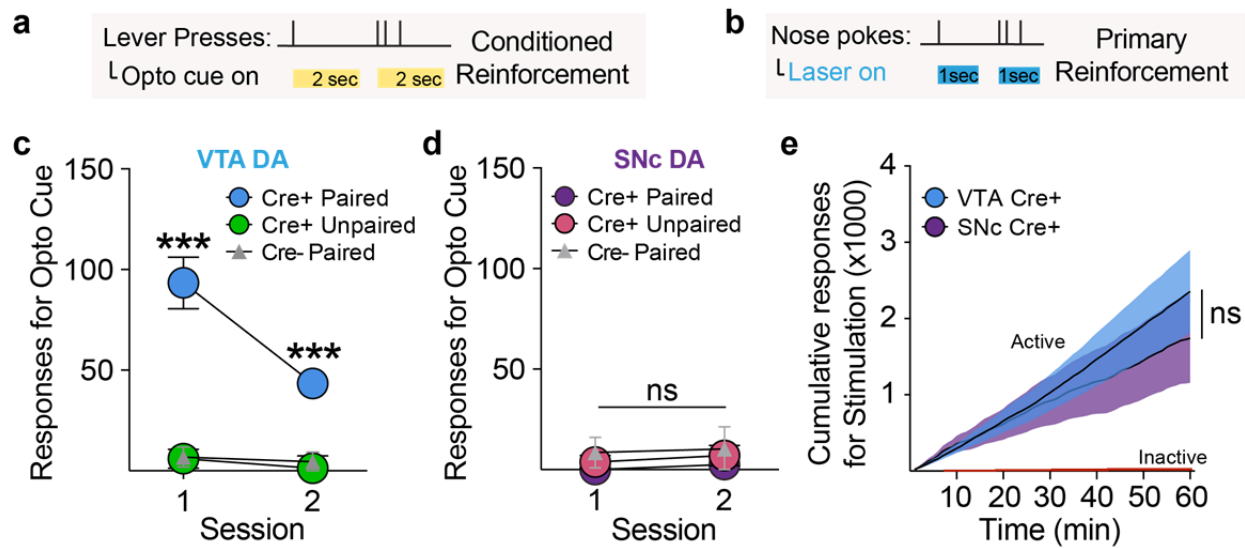 a
Lever Presses:
Opto cue on
2 sec
2 sec
Conditioned
Reinforcement
b
Nose pokes:
Laser on
1sec
1sec
Primary
Reinforcement
c
VTA DA
Responses for Opto Cue
150
100
50
Cre+ Paired
Cre+ Unpaired
Cre- Paired
***
***
1
2
Session
d
SNc DA
Responses for Opto Cue
150
100
50
Cre+ Paired
Cre+ Unpaired
Cre- Paired
ns
1
2
Session
e
Cumulative responses
for Stimulation (x1000)
4
3
2
1
VTA Cre+
SNc Cre+
Active
ns
Inactive
10 20 30 40 50 60
Time (min)